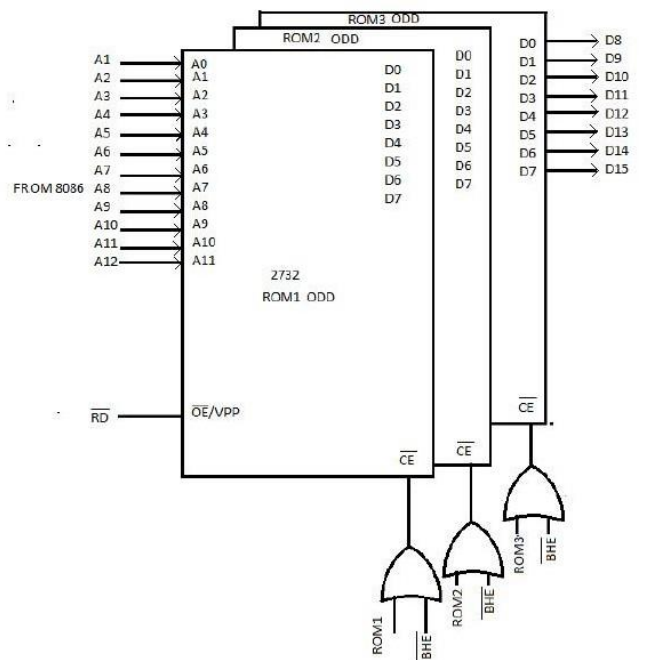 ROM3 ODD
ROM2 ODD
A1
A2
A3
A4
A5
A6
A7
FROM 8086 A8
A9
A10
A11
A12
A0
A1
A2
A3
A4
A5
A6
A7
A8
A9
A10
A11
D0
D1
D2
D3
D4
D5
D6
D7
D0
D1
D2
D3
D4
D5
D6
D7
D0
D1
D2
D3
D4
D5
D6
D7
D8
D9
D10
D11
D12
D13
D14
D15
2732
ROM1 ODD
RD
OE/VPP
CE
CE
CE
ROM1
BHE
ROM2
BHE
ROM3
BHE